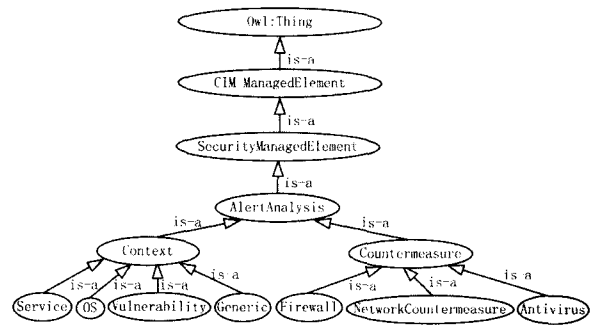 Owl:Thing
is-a
CIM ManagedElement
is-a
SecurityManagedElement
is-a
AlertAnalysis
is-a
is-a
Context
Countermeasure
is-a
is-a
is-a
is-a
is-a
is-a
is-a
Service
OS
Vulnerability
Generic
Firewall
NetworkCountermeasure
Antivirus